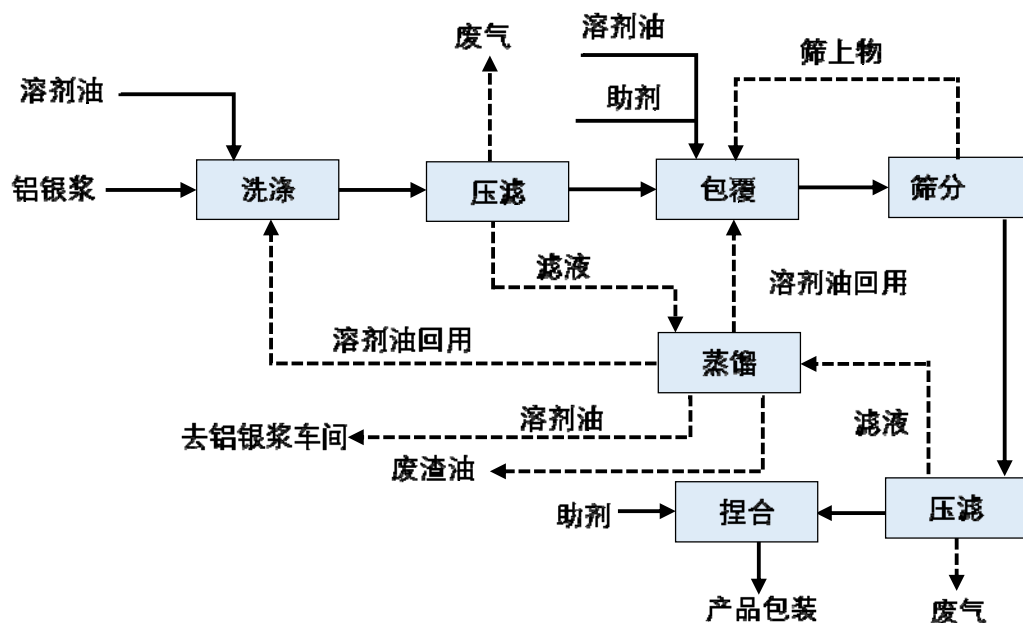 废气
溶剂油
筛上物
溶剂油
助剂
铝银浆
洗涤
压滤
包覆
筛分
滤液
溶剂油回用
溶剂油回用
蒸馏
溶剂油
滤液
去铝银浆车间
废渣油
助剂
捏合
压滤
产品包装
废气